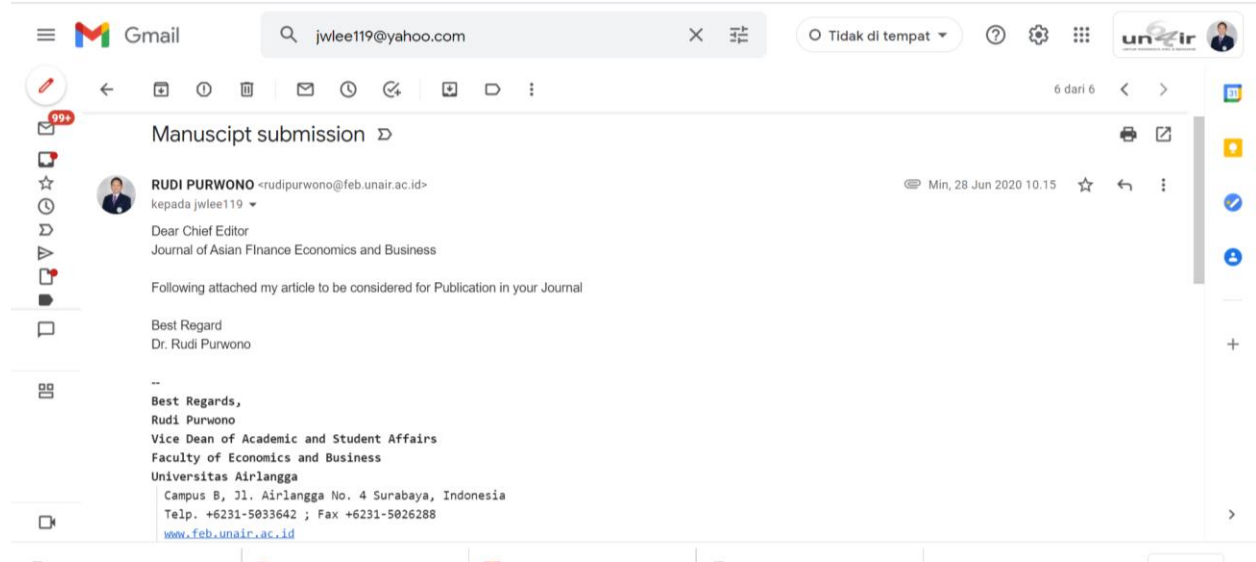 Gmail
jwlee119@yahoo.com
Tidak di tempat
unair
6 dari 6
99+
31
Manuscipt submission
RUDI PURWONO <rudipurwono@feb.unair.ac.id>
Min, 28 Jun 2020 10.15
kepada jwlee119
Dear Chief Editor
Journal of Asian FInance Economics and Business
Following attached my article to be considered for Publication in your Journal
Best Regard
Dr. Rudi Purwono
--
Best Regards,
Rudi Purwono
Vice Dean of Academic and Student Affairs
Faculty of Economics and Business
Universitas Airlangga
Campus B, Jl. Airlangga No. 4 Surabaya, Indonesia
Telp. +6231-5033642 ; Fax +6231-5026288
www.feb.unair.ac.id